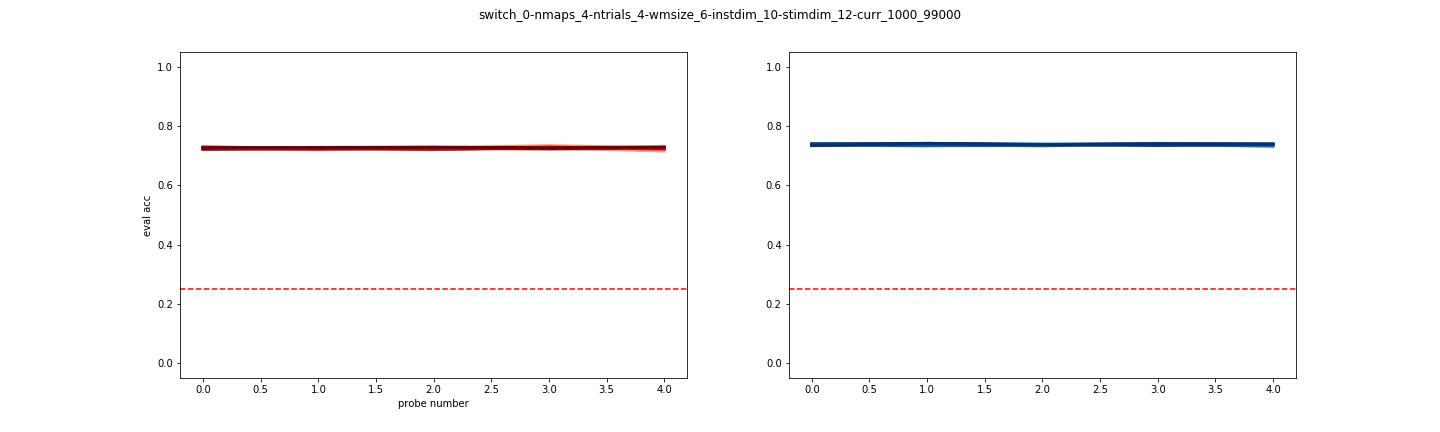 switch_0-nmaps_4-ntrials_4-wmsize_6-instdim_10-stimdim_12-curr_1000_99000
1.0
0.8
0.6
0.4
0.2
0.0
eval acc
0.0 0.5 1.0 1.5 2.0 2.5 3.0 3.5 4.0
probe number
1.0
0.8
0.6
0.4
0.2
0.0
0.0 0.5 1.0 1.5 2.0 2.5 3.0 3.5 4.0